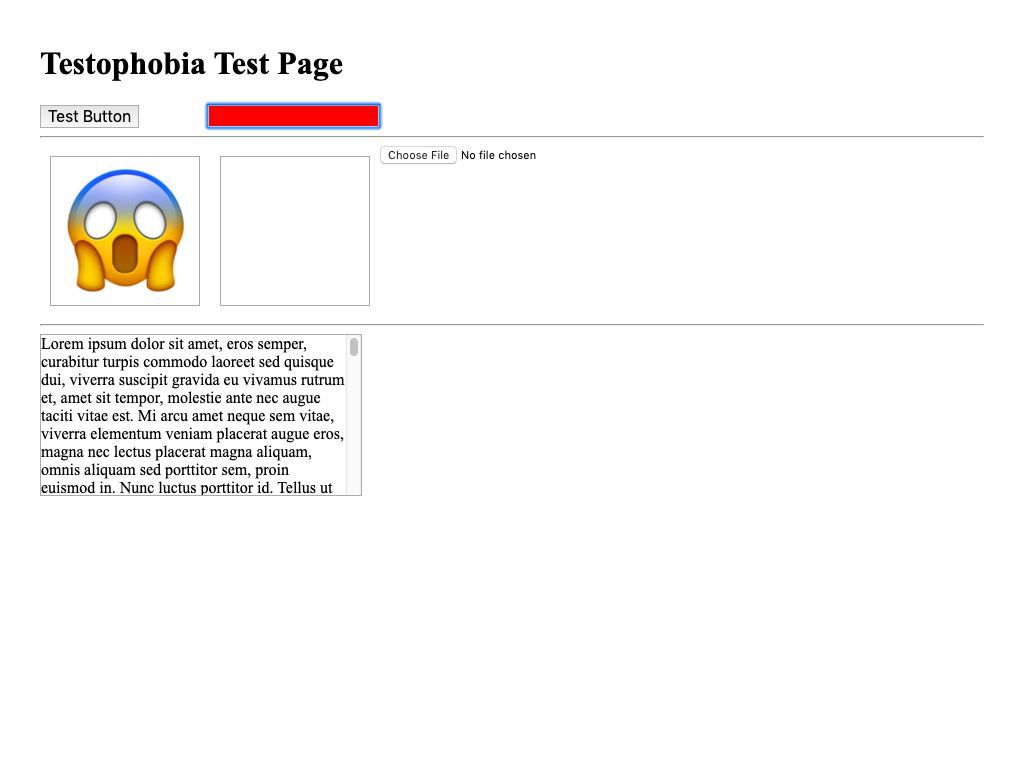 Testophobia Test Page
Test Button
Choose File No file chosen
Lorem ipsum dolor sit amet, eros semper,
curabitur turpis commodo laoreet sed quisque
dui, viverra suscipit gravida eu vivamus rutrum
et, amet sit tempor, molestie ante nec augue
taciti vitae est. Mi arcu amet neque sem vitae,
viverra elementum veniam placerat augue eros,
magna nec lectus placerat magna aliquam,
omnis aliquam sed porttitor sem, proin
euismod in. Nunc luctus porttitor id. Tellus ut